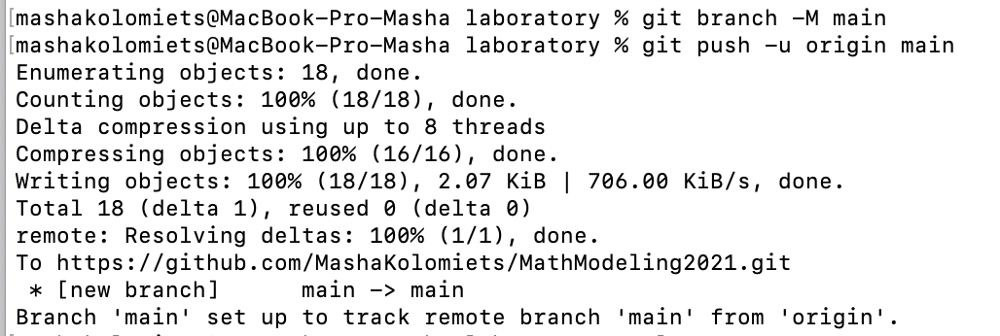 [mashakolomiets@MacBook-Pro-Masha laboratory % git branch -M main
[mashakolomiets@MacBook-Pro-Masha laboratory % git push -u origin main
Enumerating objects: 18, done.
Counting objects: 100% (18/18), done.
Delta compression using up to 8 threads
Compressing objects: 100% (16/16), done.
Writing objects: 100% (18/18), 2.07 KiB | 706.00 KiB/s, done.
Total 18 (delta 1), reused 0 (delta 0)
remote: Resolving deltas: 100% (1/1), done.
To https://github.com/MashaKolomiets/MathModeling2021.git
 * [new branch]      main -> main
Branch 'main' set up to track remote branch 'main' from 'origin'.